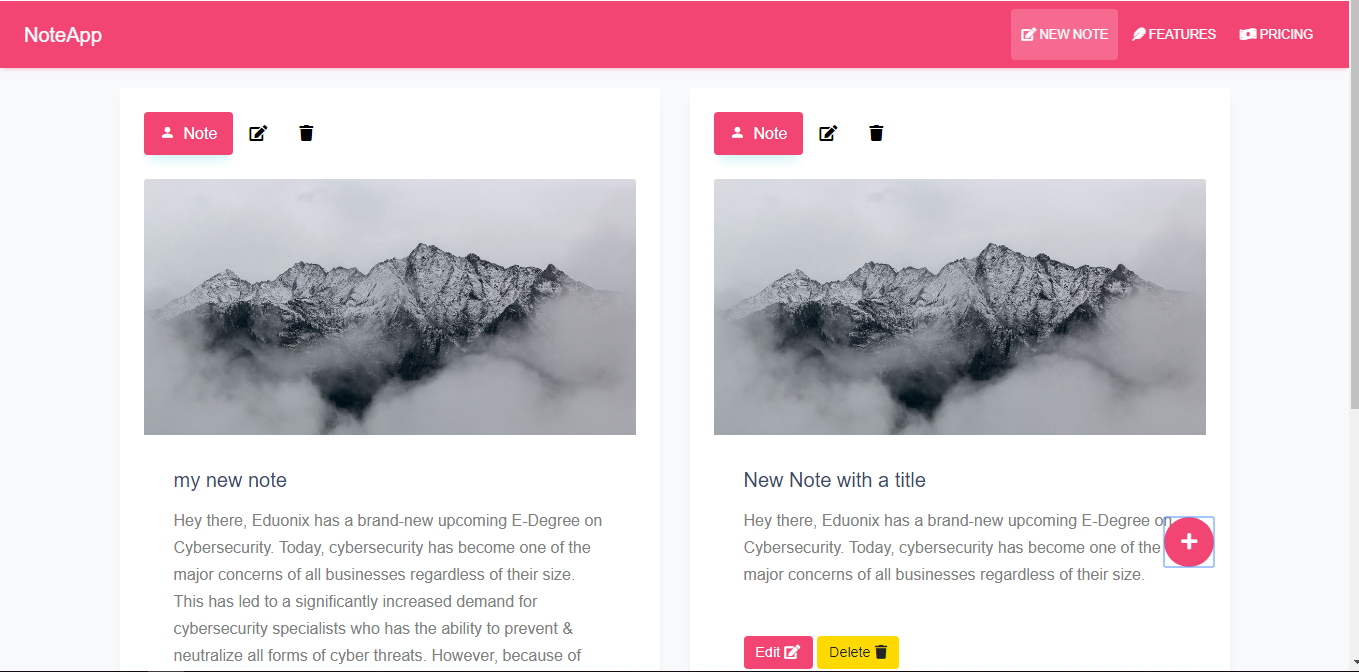 NoteApp
NEW NOTE
FEATURES
PRICING
Note
my new note
Hey there, Eduonix has a brand-new upcoming E-Degree on
Cybersecurity. Today, cybersecurity has become one of the
major concerns of all businesses regardless of their size.
This has led to a significantly increased demand for
cybersecurity specialists who has the ability to prevent &
neutralize all forms of cyber threats. However, because of
Note
New Note with a title
Hey there, Eduonix has a brand-new upcoming E-Degree on
Cybersecurity. Today, cybersecurity has become one of the
major concerns of all businesses regardless of their size.
Edit
Delete